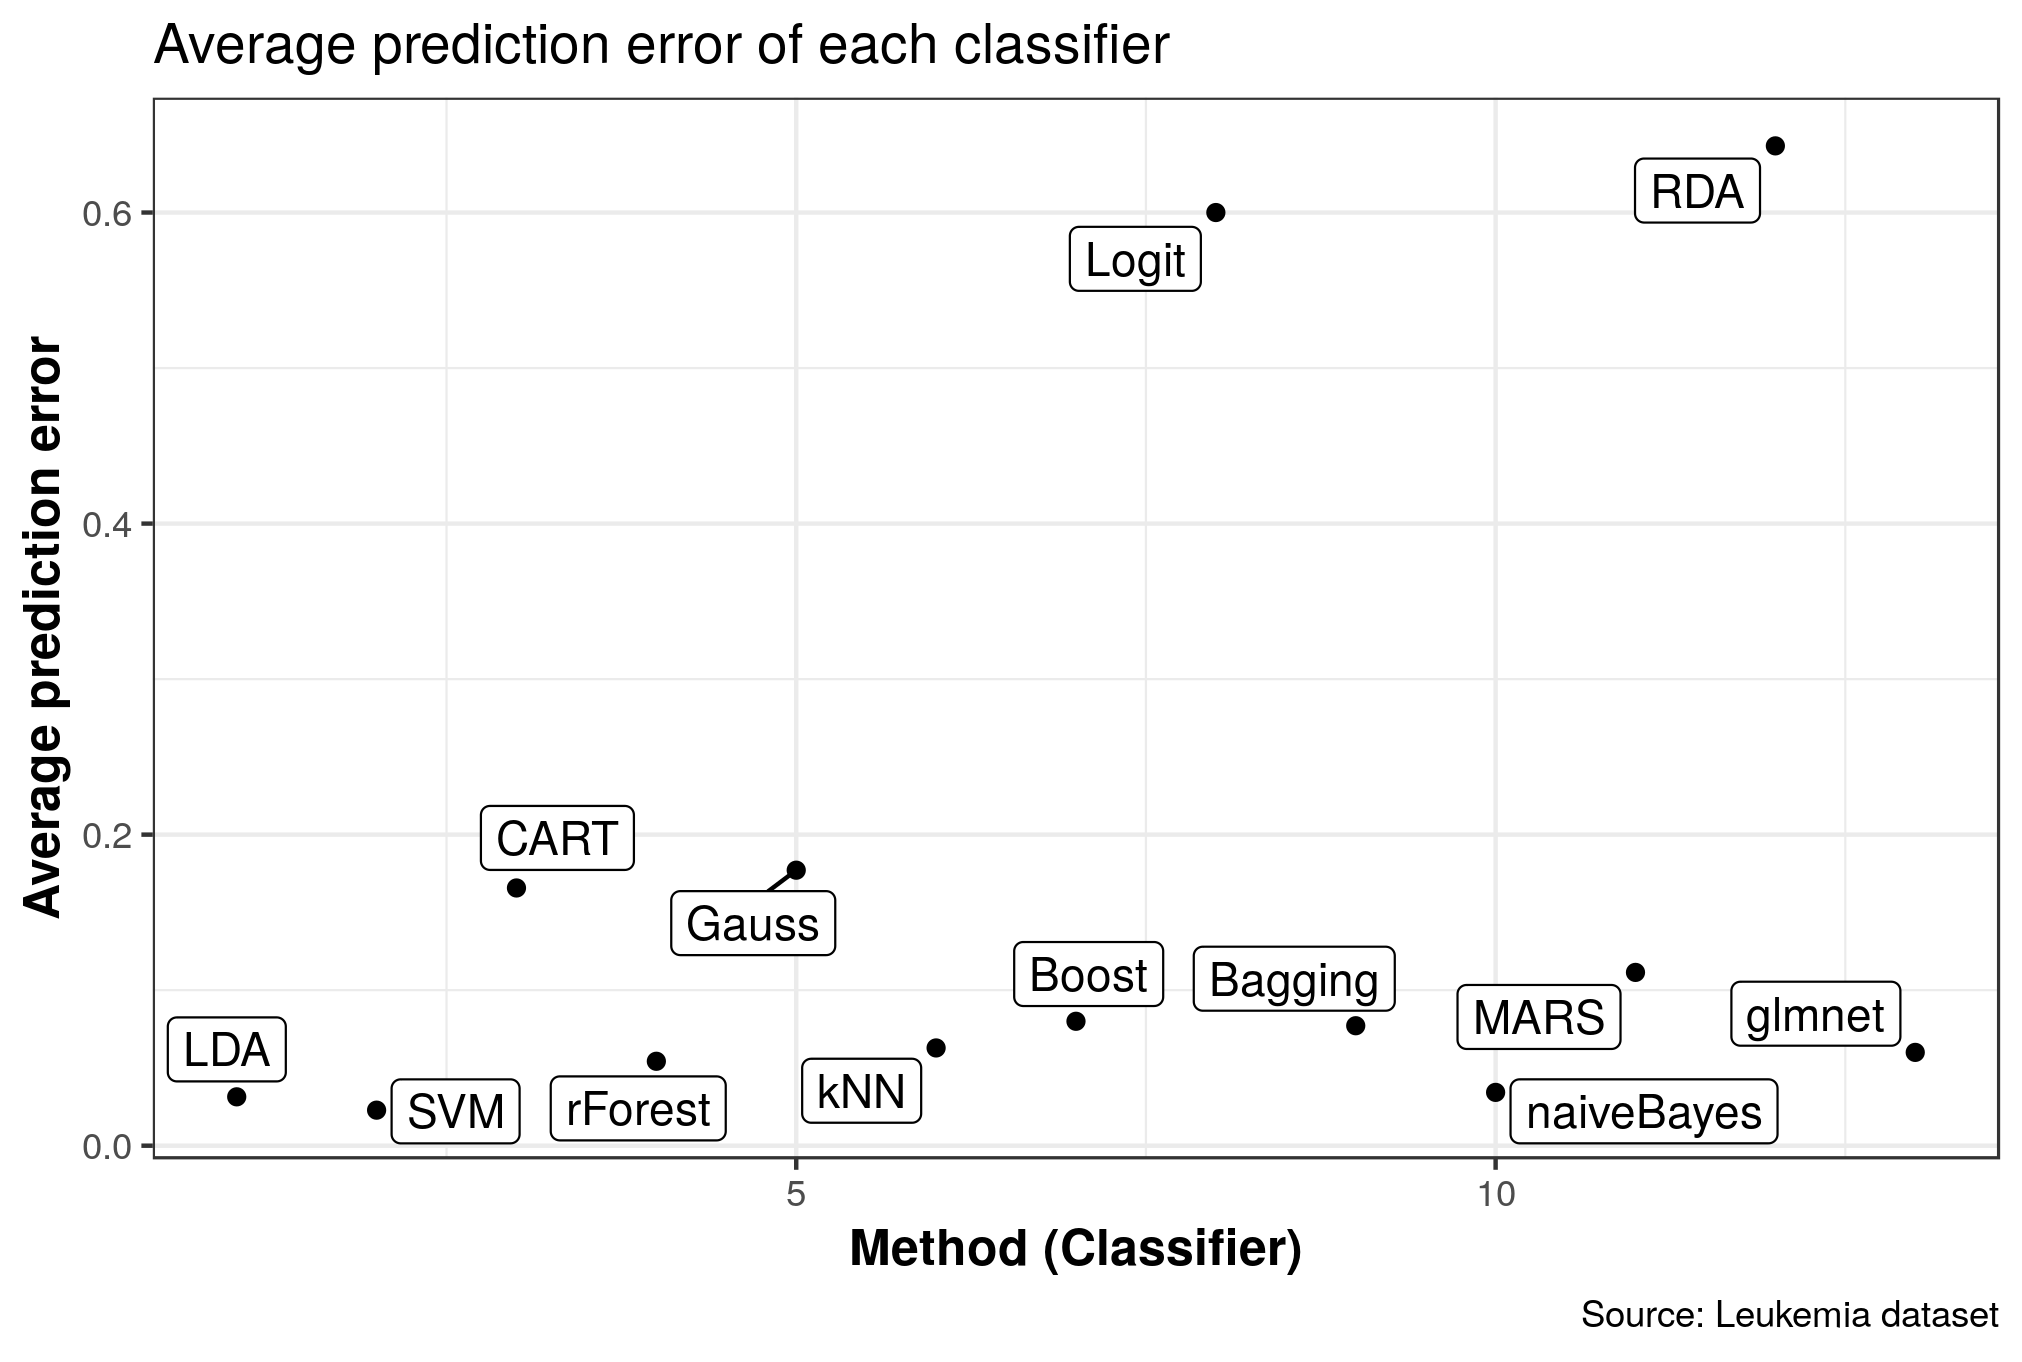 Average prediction error of each classifier
Average prediction error
0.6
0.4
0.2
0.0
RDA
Logit
CART
Gauss
Boost
Bagging
MARS
glmnet
LDA
SVM
rForest
kNN
naiveBayes
5
10
Method (Classifier)
Source: Leukemia dataset